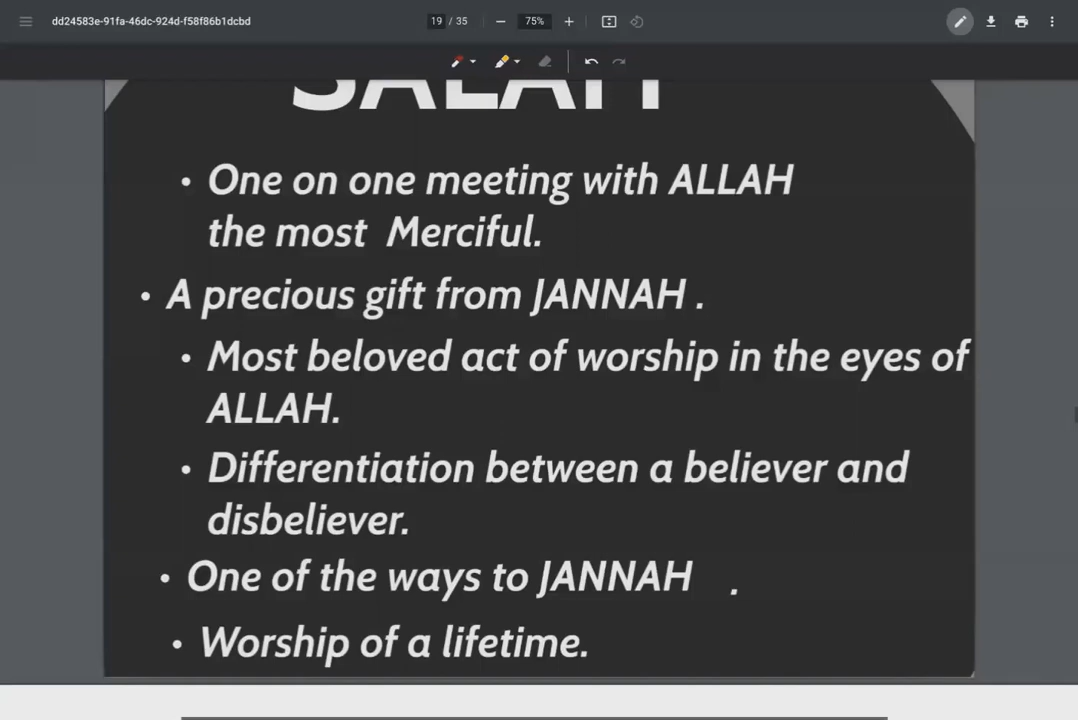 dd24583e-91fa-46dc-924d-f58f86b1dcbd
19 / 35
75%
SALAH
• One on one meeting with ALLAH
the most Merciful.
• A precious gift from JANNAH .
• Most beloved act of worship in the eyes of
ALLAH.
• Differentiation between a believer and
disbeliever.
• One of the ways to JANNAH .
• Worship of a lifetime.